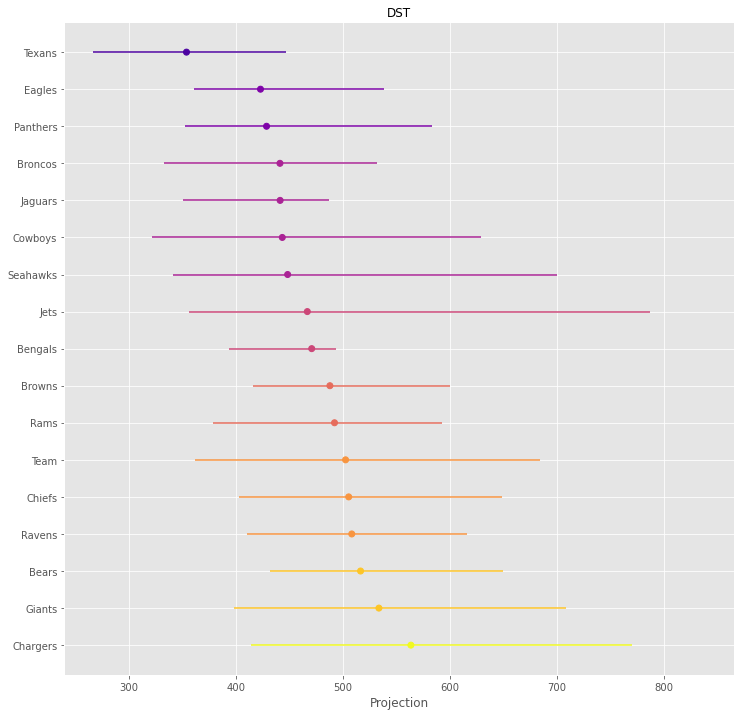 DST
Texans
Eagles
Panthers
Broncos
Jaguars
Cowboys
Seahawks
Jets
Bengals
Browns
Rams
Team
Chiefs
Ravens
Bears
Giants
Chargers
300 400 500 600 700 800
Projection